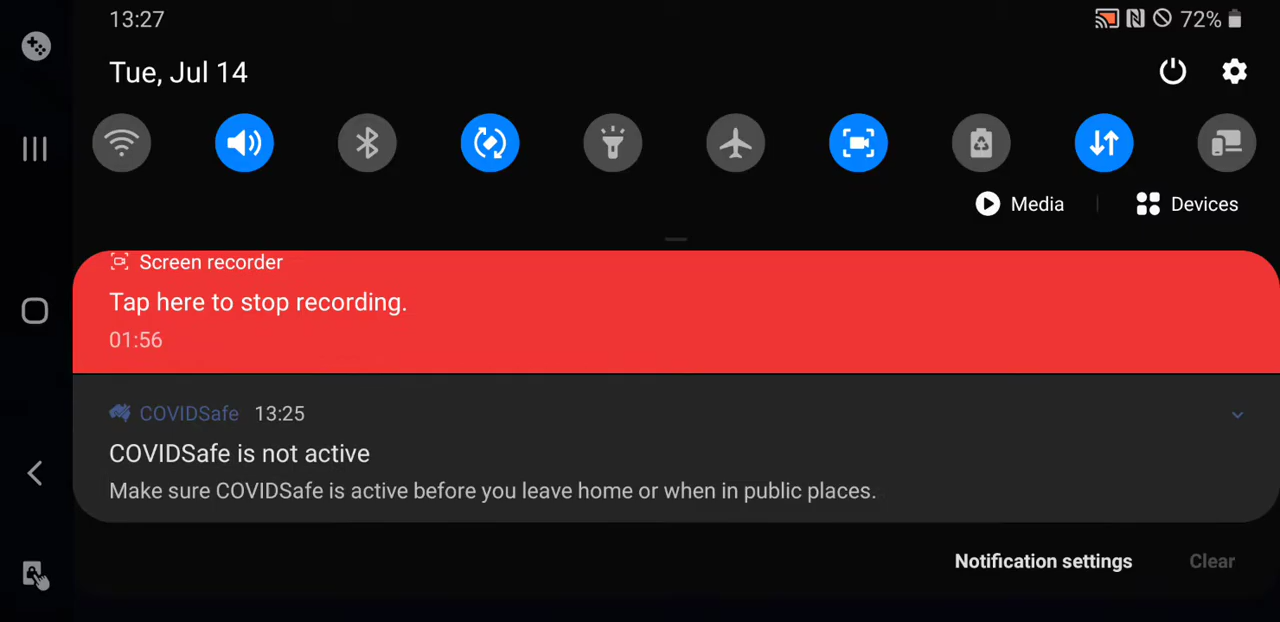 13:27
72%
Tue, Jul 14
Media
Devices
Screen recorder
Tap here to stop recording.
01:56
COVIDSafe 13:25
COVIDSafe is not active
Make sure COVIDSafe is active before you leave home or when in public places.
Notification settings
Clear